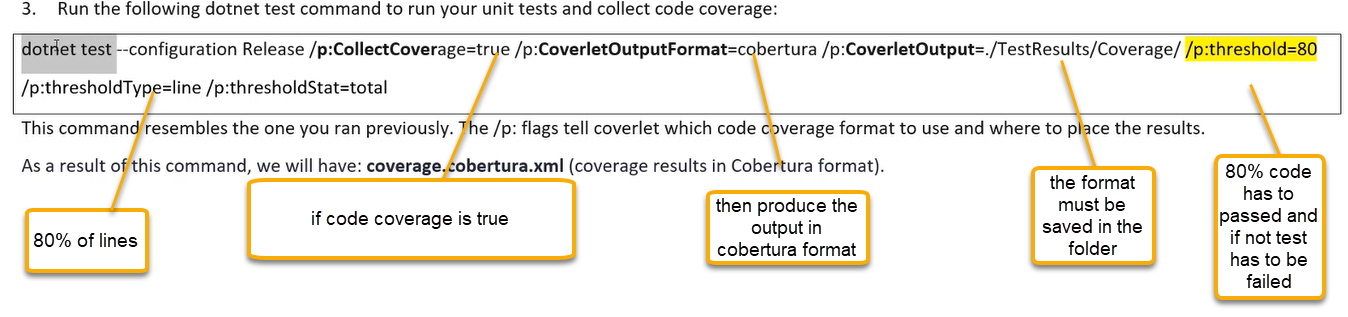 3. Run the following dotnet test command to run your unit tests and collect code coverage:
dotnet test --configuration Release /p:CollectCoverage=true /p:CoverletOutputFormat=cobertura /p:CoverletOutput=./TestResults/Coverage/ /p:threshold=80
/p:thresholdType=line /p:thresholdStat=total
This command resembles the one you ran previously. The /p: flags tell coverlet which code coverage format to use and where to place the results.
As a result of this command, we will have: coverage.cobertura.xml (coverage results in Cobertura format).
80% of lines
if code coverage is true
then produce the
output in
cobertura format
the format
must be
saved in the
folder
80% code
has to
passed and
if not test
has to be
failed